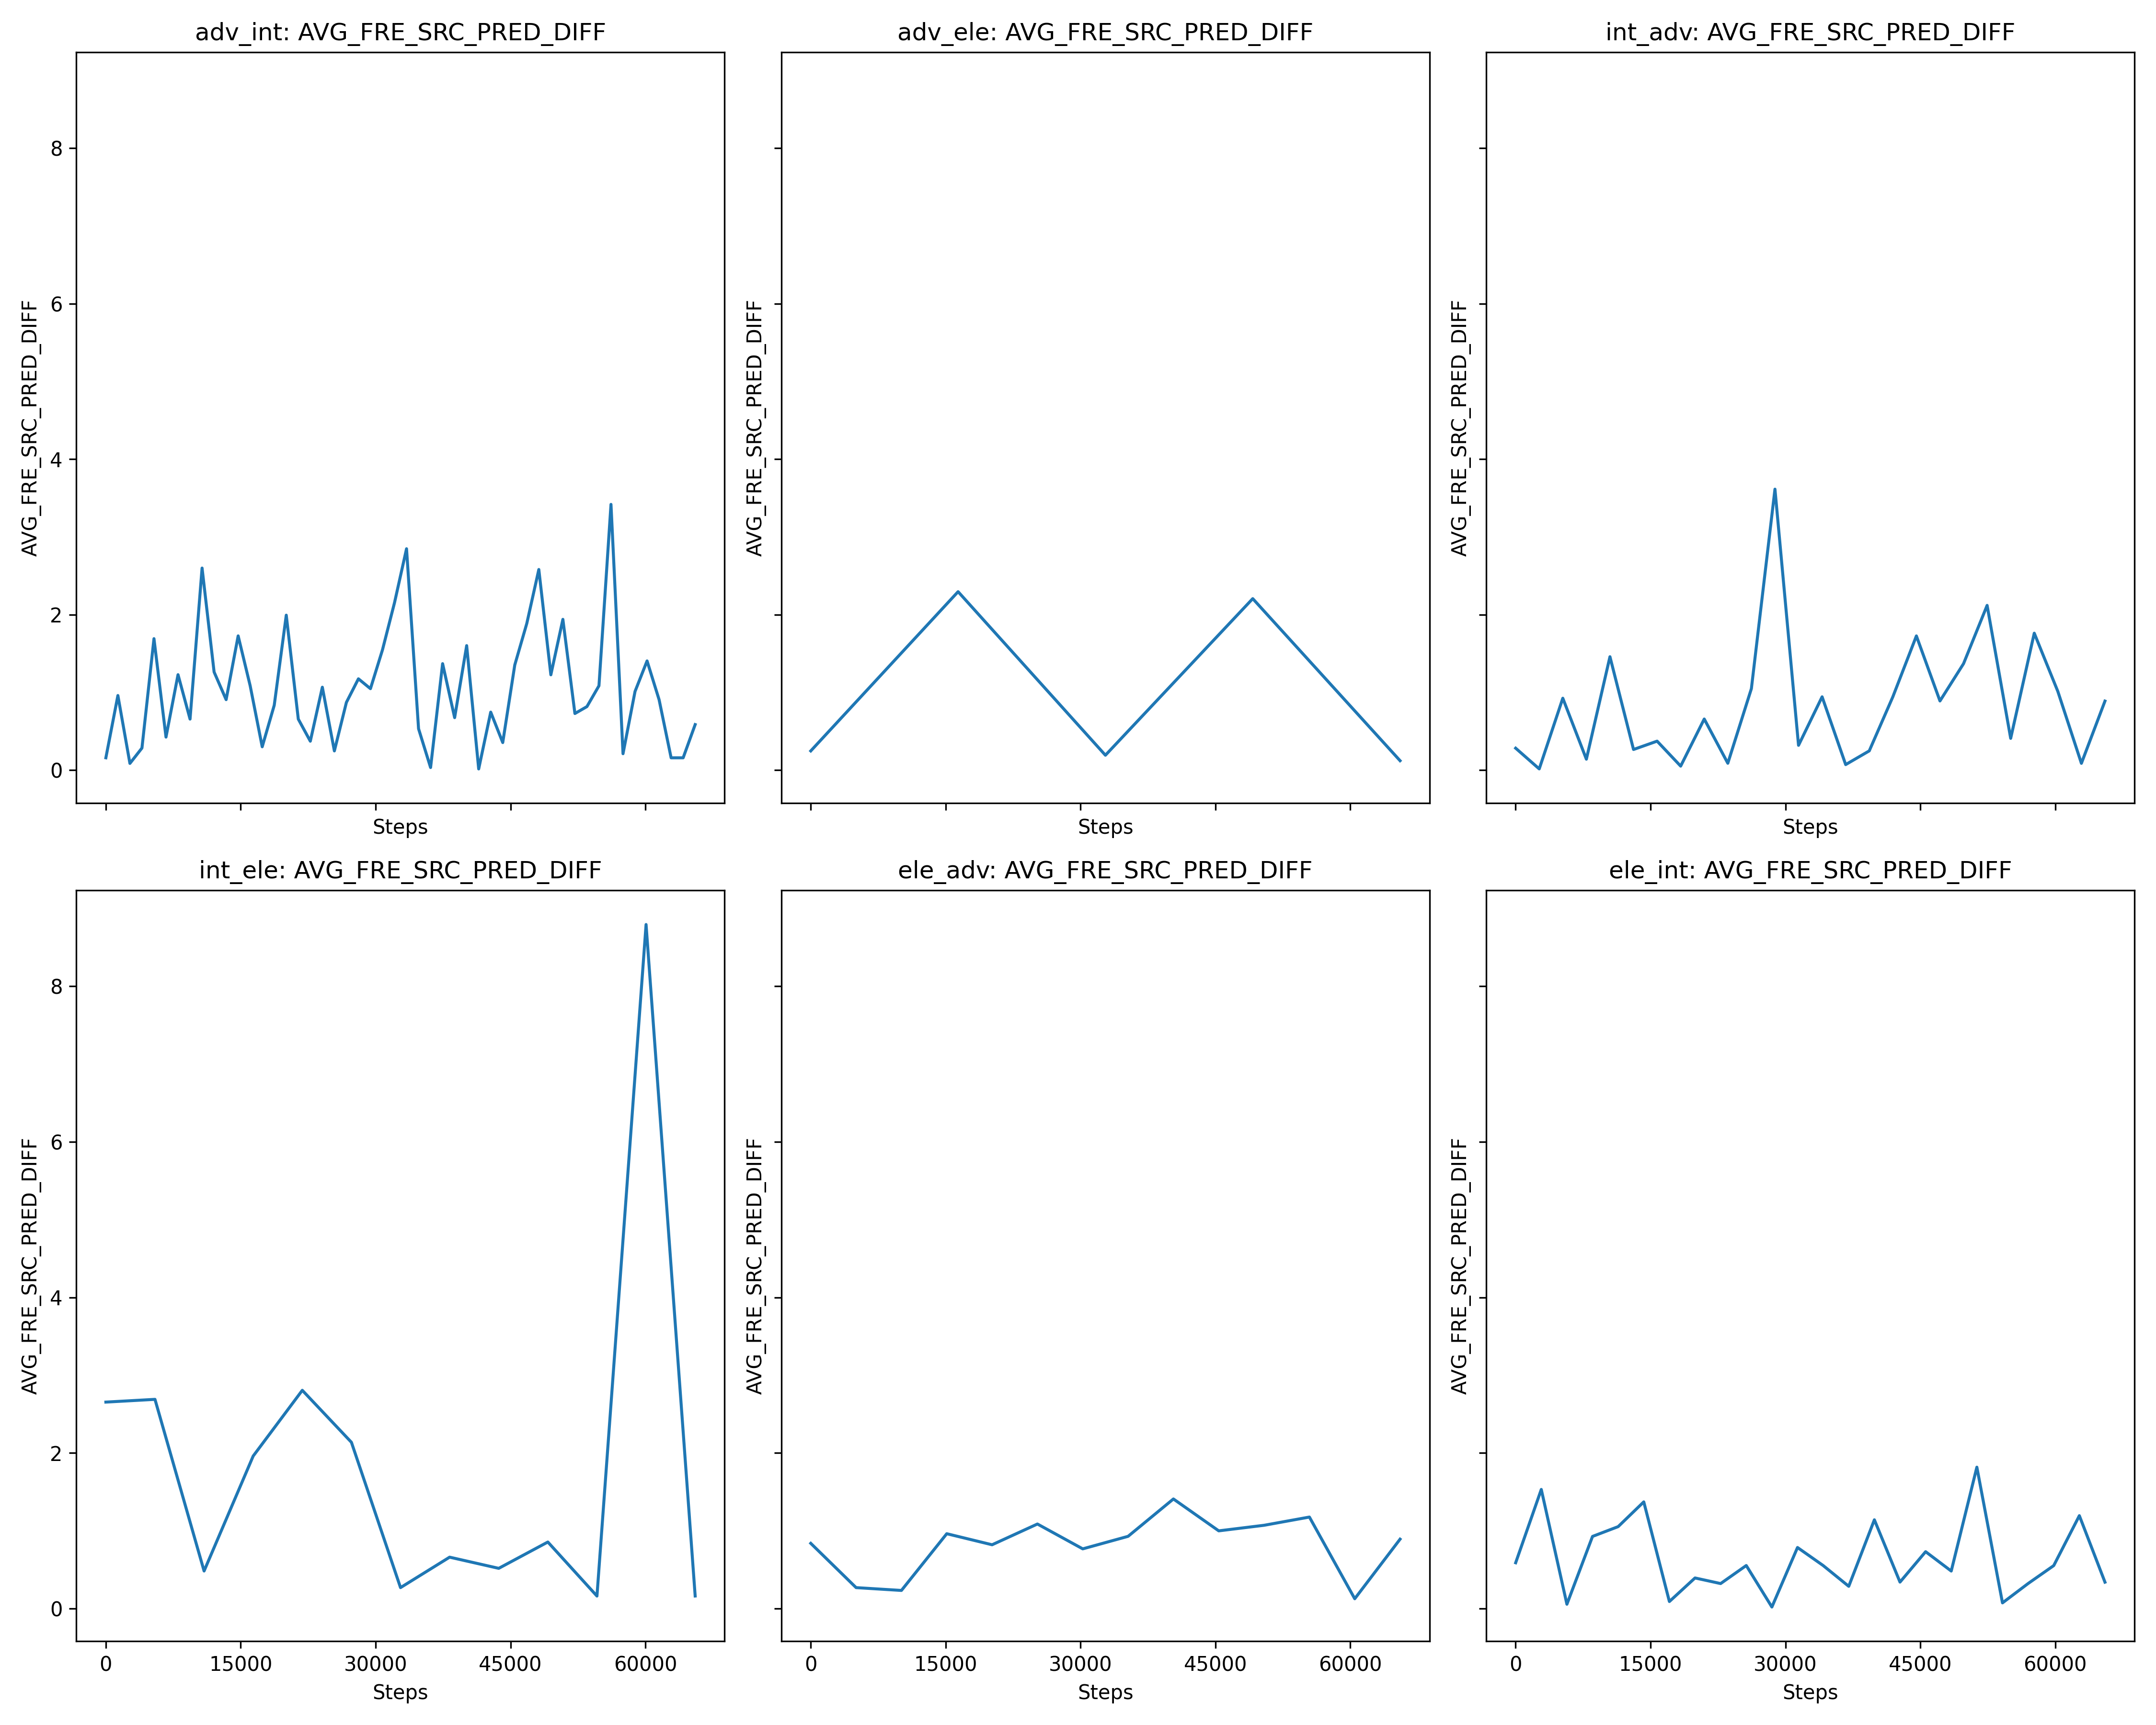 adv_int: AVG_FRE_SRC_PRED_DIFF
adv_ele: AVG_FRE_SRC_PRED_DIFF
int_adv: AVG_FRE_SRC_PRED_DIFF
AVG_FRE_SRC_PRED_DIFF
8
6
4
2
0
AVG_FRE_SRC_PRED_DIFF
AVG_FRE_SRC_PRED_DIFF
Steps
Steps
Steps
int_ele: AVG_FRE_SRC_PRED_DIFF
ele_adv: AVG_FRE_SRC_PRED_DIFF
ele_int: AVG_FRE_SRC_PRED_DIFF
AVG_FRE_SRC_PRED_DIFF
8
6
4
2
0
AVG_FRE_SRC_PRED_DIFF
AVG_FRE_SRC_PRED_DIFF
0 15000 30000 45000 60000
0 15000 30000 45000 60000
0 15000 30000 45000 60000
Steps
Steps
Steps